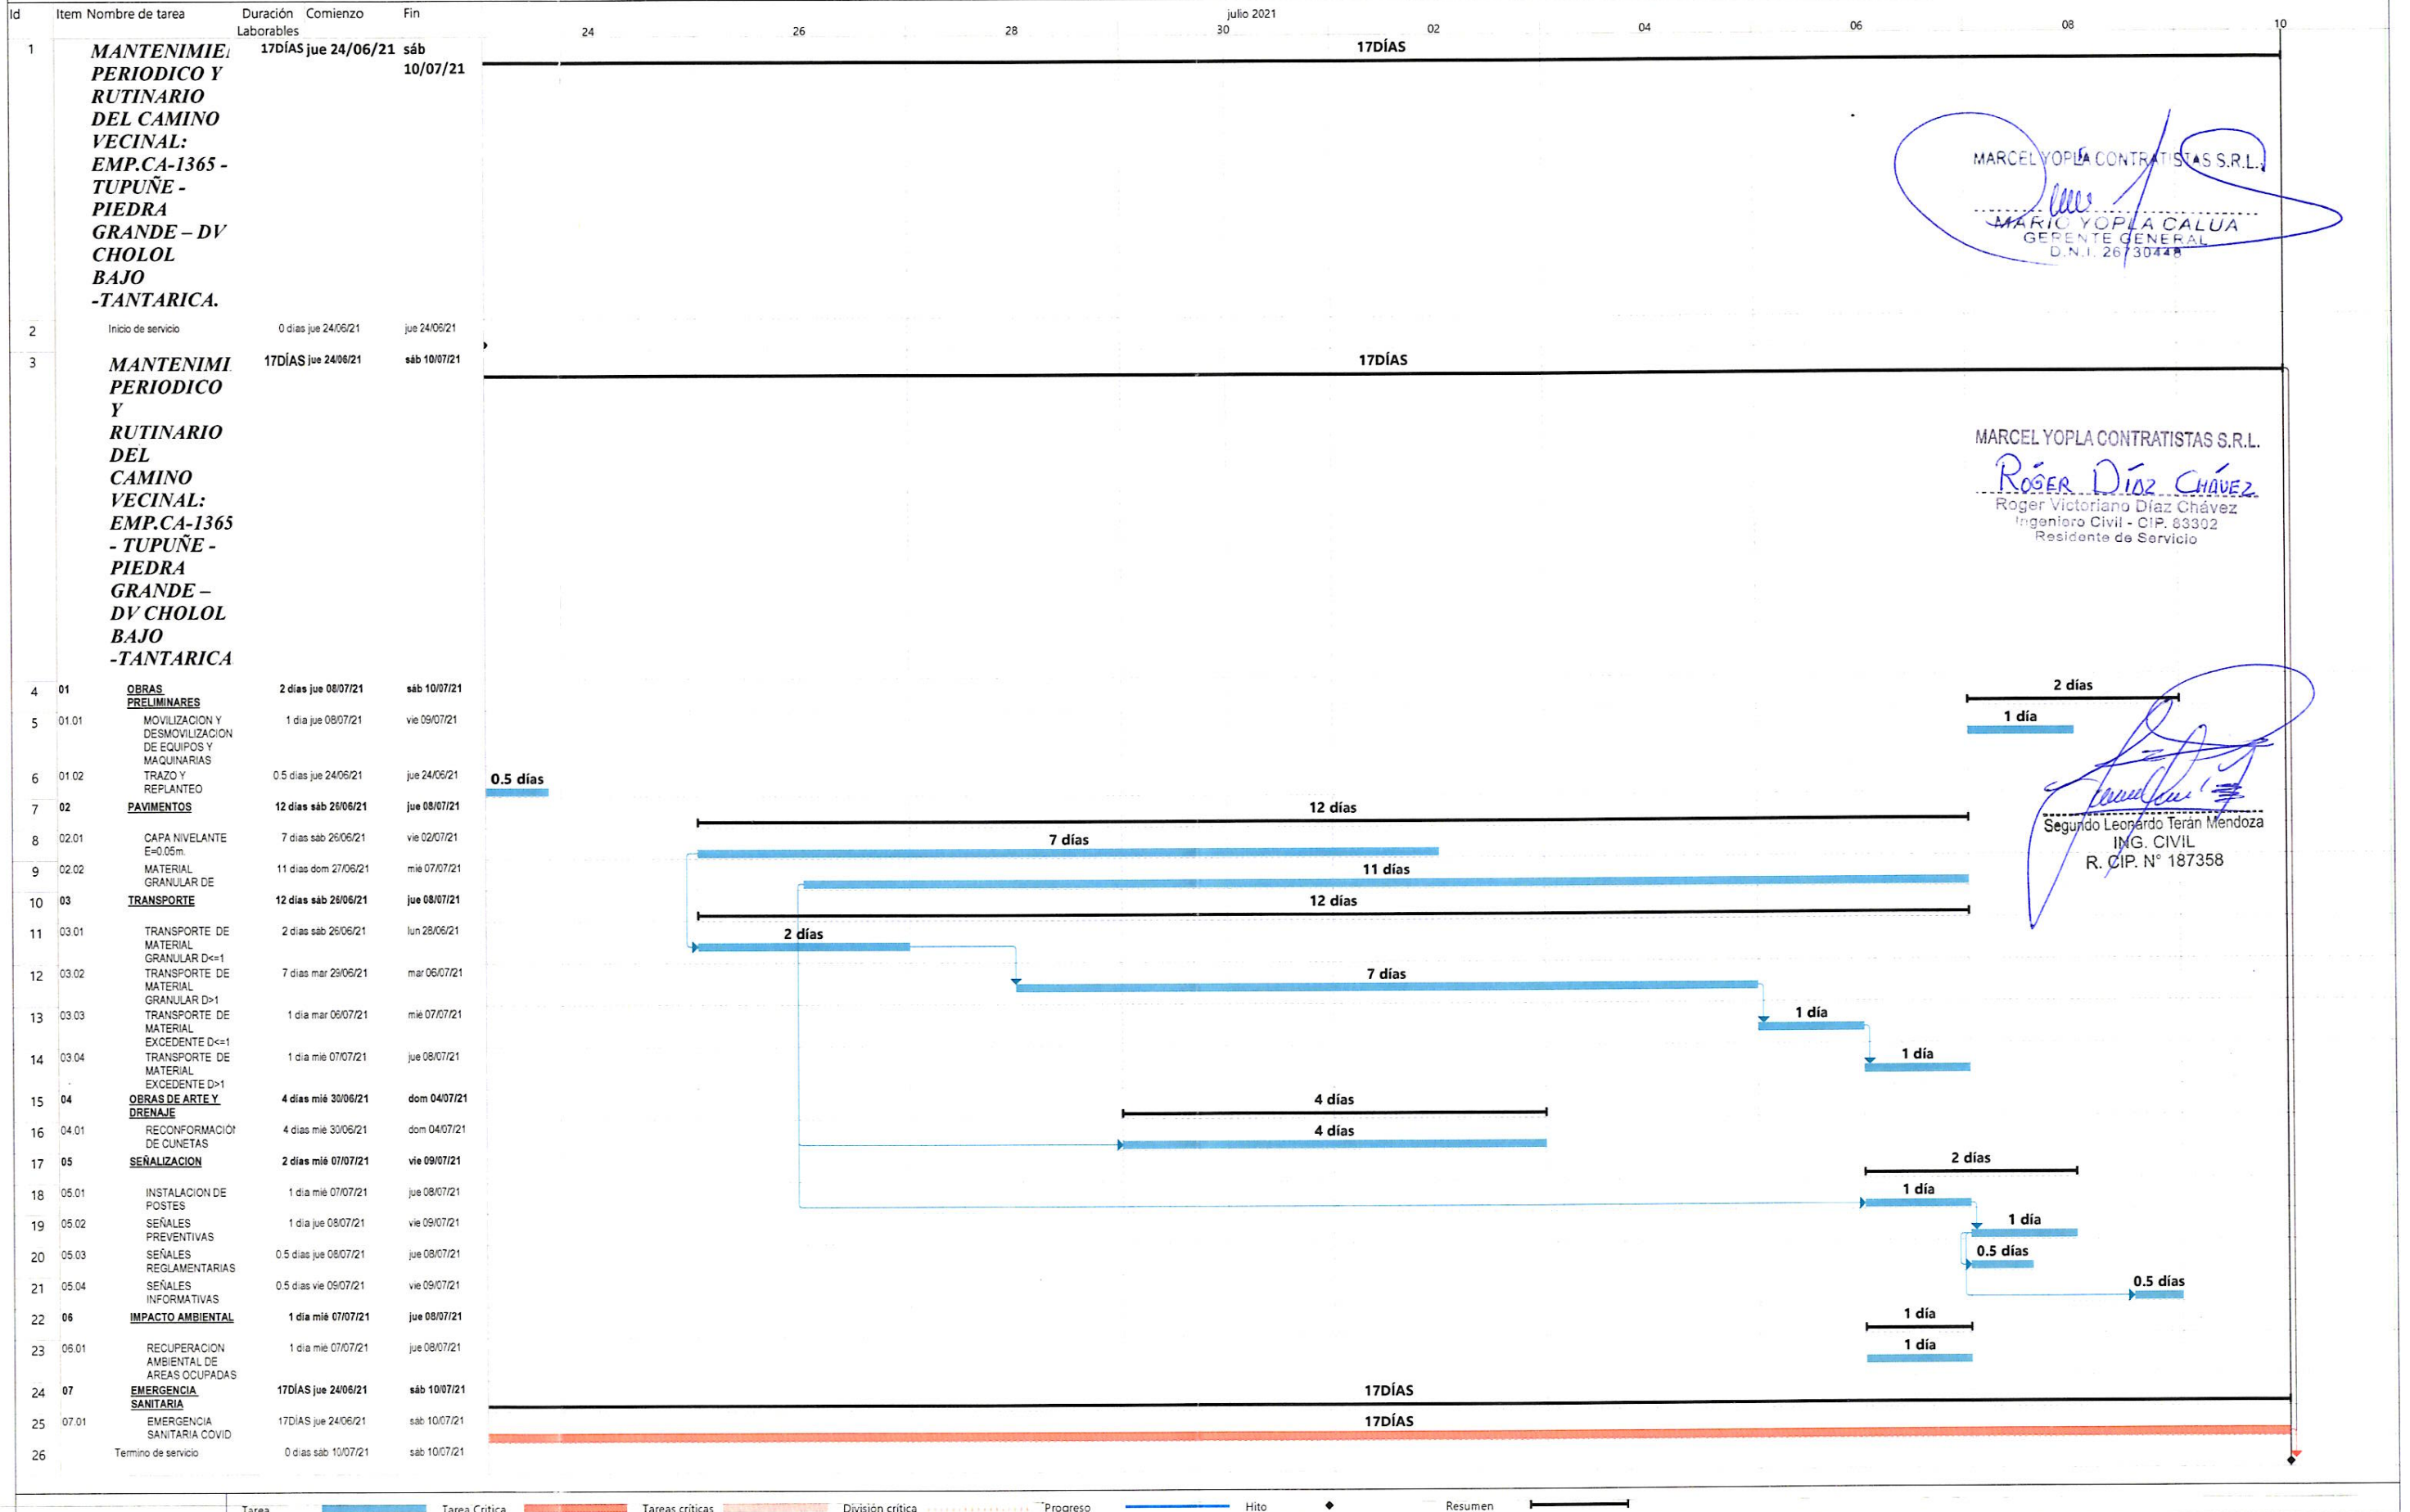 Id Item Nombre de tarea Duración Comienzo Fin
Laborables
julio 2021
24 26 28 30 02 04 06 08 10
1 MANTENIMIE 17DÍAS jue 24/06/21 sáb 17DÍAS
PERIODICO Y 10/07/21
RUTINARIO
DEL CAMINO
VECINAL:
EMP.CA-1365 -
TUPUÑE -
PIEDRA
GRANDE – DV
CHOLOL
BAJO
-TANTARICA.
MARCEL YOPLA CONTRATISTAS S.R.L.
MARIO YOPLA CALUA
GERENTE GENERAL
D.N.I. 26730448
2 Inicio de servicio 0 dias jue 24/06/21 jue 24/06/21
3 MANTENIMI 17DÍAS jue 24/06/21 sáb 10/07/21 17DÍAS
PERIODICO
Y
RUTINARIO
DEL
CAMINO
VECINAL:
EMP.CA-1365
- TUPUÑE -
PIEDRA
GRANDE –
DV CHOLOL
BAJO
-TANTARICA
MARCEL YOPLA CONTRATISTAS S.R.L.
ROGER DÍAZ CHÁVEZ
Roger Victoriano Díaz Chávez
Ingeniero Civil - CIP. 83302
Residente de Servicio
4 01 OBRAS 2 días jue 08/07/21 sáb 10/07/21 2 días
PRELIMINARES
5 01.01 MOVILIZACION Y 1 dia jue 08/07/21 vie 09/07/21 1 día
DESMOVILIZACION
DE EQUIPOS Y
MAQUINARIAS
6 01.02 TRAZO Y 0.5 dias jue 24/06/21 jue 24/06/21 0.5 días
REPLANTEO
7 02 PAVIMENTOS 12 días sáb 26/06/21 jue 08/07/21 12 días
8 02.01 CAPA NIVELANTE 7 dias sáb 26/06/21 vie 02/07/21 7 días
E=0.05m.
9 02.02 MATERIAL 11 dias dom 27/06/21 mié 07/07/21 11 días
GRANULAR DE
Segundo Leonardo Terán Mendoza
ING. CIVIL
R. CIP. N° 187358
10 03 TRANSPORTE 12 días sáb 26/06/21 jue 08/07/21 12 días
11 03.01 TRANSPORTE DE 2 dias sáb 26/06/21 lun 28/06/21 2 días
MATERIAL
GRANULAR D<=1
12 03.02 TRANSPORTE DE 7 dias mar 29/06/21 mar 06/07/21 7 días
MATERIAL
GRANULAR D>1
13 03.03 TRANSPORTE DE 1 dia mar 06/07/21 mié 07/07/21 1 día
MATERIAL
EXCEDENTE D<=1
14 03.04 TRANSPORTE DE 1 dia mié 07/07/21 jue 08/07/21 1 día
MATERIAL
EXCEDENTE D>1
15 04 OBRAS DE ARTE Y 4 días mié 30/06/21 dom 04/07/21 4 días
DRENAJE
16 04.01 RECONFORMACIÓN 4 dias mié 30/06/21 dom 04/07/21 4 días
DE CUNETAS
17 05 SEÑALIZACION 2 días mié 07/07/21 vie 09/07/21 2 días
18 05.01 INSTALACION DE 1 dia mié 07/07/21 jue 08/07/21 1 día
POSTES
19 05.02 SEÑALES 1 dia jue 08/07/21 vie 09/07/21 1 día
PREVENTIVAS
20 05.03 SEÑALES 0.5 dias jue 08/07/21 jue 08/07/21 0.5 días
REGLAMENTARIAS
21 05.04 SEÑALES 0.5 dias vie 09/07/21 vie 09/07/21 0.5 días
INFORMATIVAS
22 06 IMPACTO AMBIENTAL 1 día mié 07/07/21 jue 08/07/21 1 día
23 06.01 RECUPERACION 1 dia mié 07/07/21 jue 08/07/21 1 día
AMBIENTAL DE
AREAS OCUPADAS
24 07 EMERGENCIA 17DÍAS jue 24/06/21 sáb 10/07/21 17DÍAS
SANITARIA
25 07.01 EMERGENCIA 17DÍAS jue 24/06/21 sáb 10/07/21 17DÍAS
SANITARIA COVID
26 Termino de servicio 0 dias sáb 10/07/21 sab 10/07/21
Tarea Tarea Crítica Tareas críticas División crítica Progreso Hito Resumen